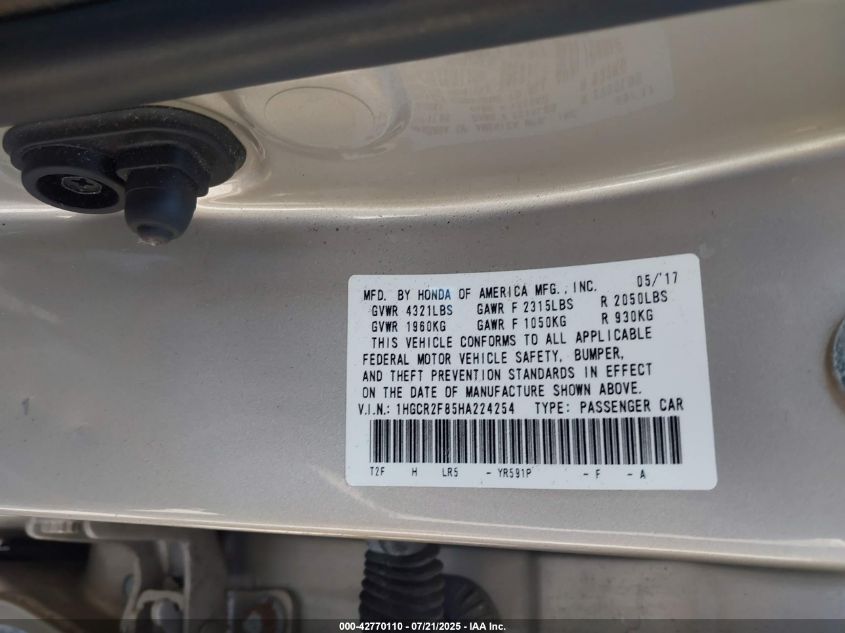 MFD. BY HONDA OF AMERICA MFG., INC. 05/'17
GVWR 4321LBS GAWR F 2315LBS R 2050LBS
GVWR 1960KG GAWR F 1050KG R 930KG
THIS VEHICLE CONFORMS TO ALL APPLICABLE
FEDERAL MOTOR VEHICLE SAFETY, BUMPER,
AND THEFT PREVENTION STANDARDS IN EFFECT
ON THE DATE OF MANUFACTURE SHOWN ABOVE.
V.I.N.: 1HGCR2F85HA224254 TYPE: PASSENGER CAR
T2F H LR5 - YR591P - F - A
000-42770110 - 07/21/2025 - IAA Inc.